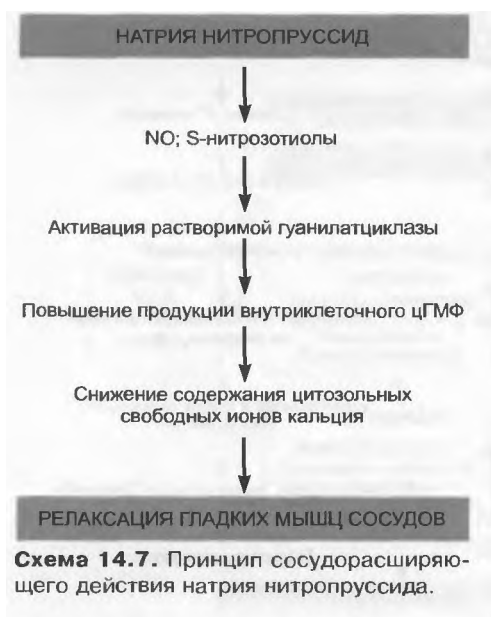 НАТРИЯ НИТРОПРУССИД
NO; S-нитрозотиолы
Активация растворимой гуанилатциклазы
Повышение продукции внутриклеточного цГМФ
Снижение содержания цитозольных
свободных ионов кальция
РЕЛАКСАЦИЯ ГЛАДКИХ МЫШЦ СОСУДОВ
Схема 14.7. Принцип сосудорасширяю-
щего действия натрия нитропруссида.